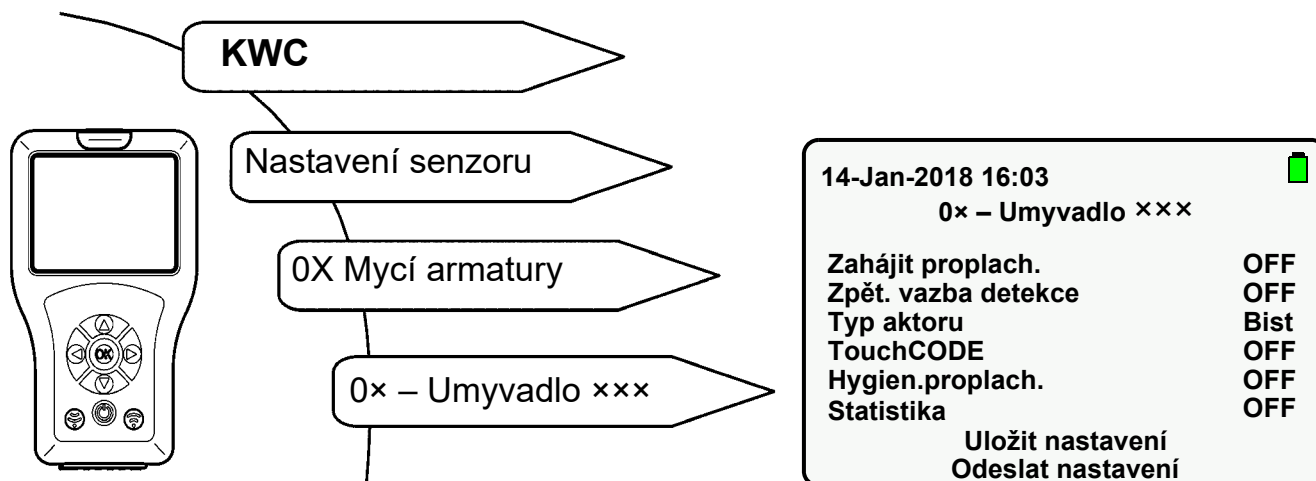 KWC
Nastavení senzoru
0X Mycí armatury
0× – Umyvadlo ×××
OK
14-Jan-2018 16:03
0× – Umyvadlo ×××
Zahájit proplach. OFF
Zpět. vazba detekce OFF
Typ aktoru Bist
TouchCODE OFF
Hygien.proplach. OFF
Statistika OFF
Uložit nastavení
Odeslat nastavení